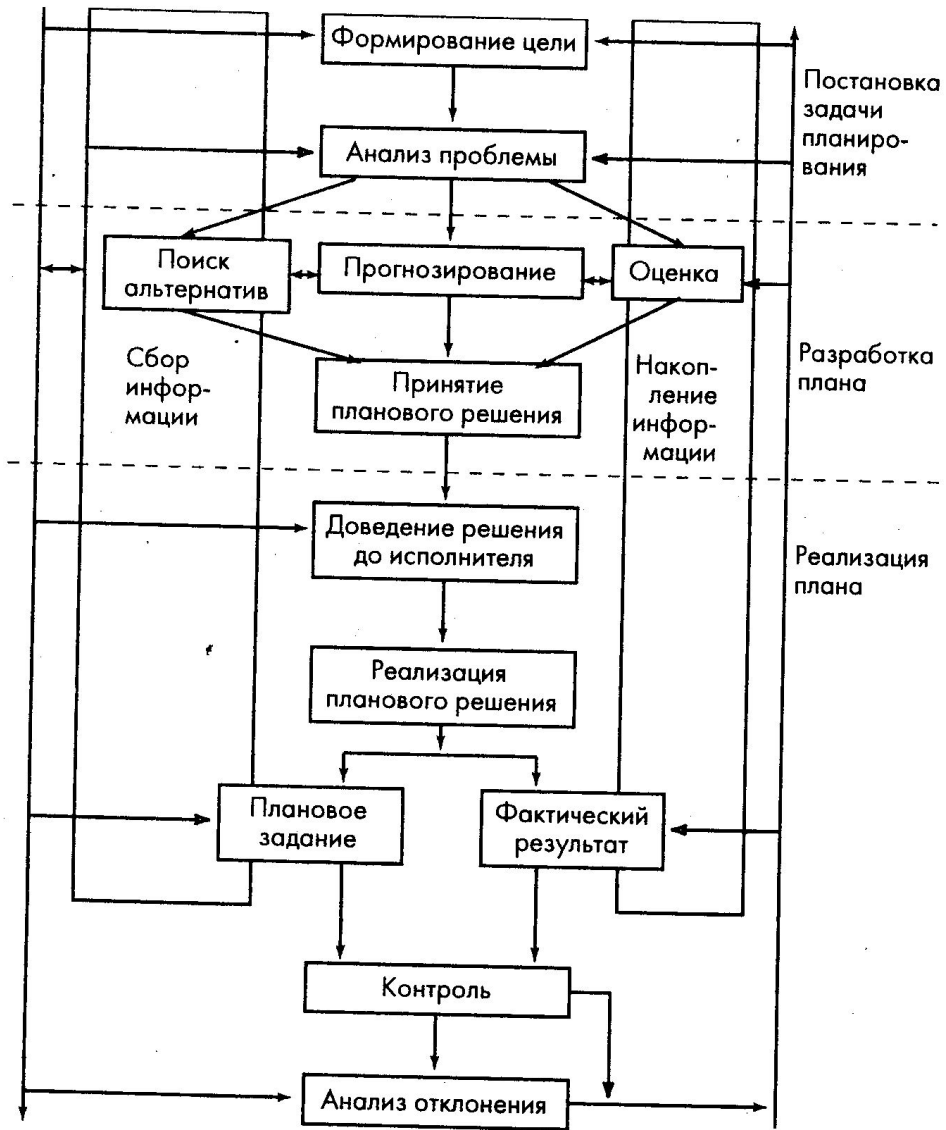 Формирование цели
Постановка
задачи
планиро-
вания
Анализ проблемы
Поиск
альтернатив
Прогнозирование
Оценка
Сбор
инфор-
мации
Принятие
планового решения
Накоп-
ление
инфор-
мации
Разработка
плана
Доведение решения
до исполнителя
Реализация
плана
Реализация
планового решения
Плановое
задание
Фактический
результат
Контроль
Анализ отклонения